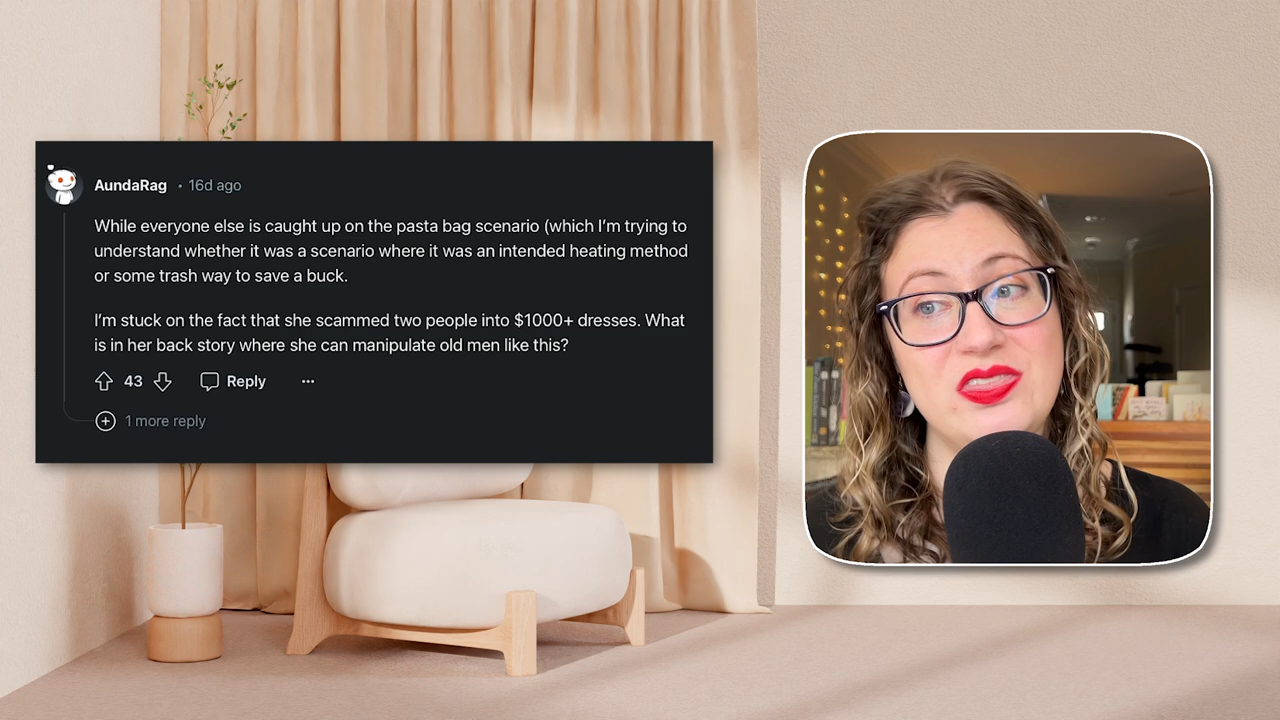 AundaRag • 16d ago
While everyone else is caught up on the pasta bag scenario (which I’m trying to
understand whether it was a scenario where it was an intended heating method
or some trash way to save a buck.
I’m stuck on the fact that she scammed two people into $1000+ dresses. What
is in her back story where she can manipulate old men like this?
43 Reply ...
1 more reply